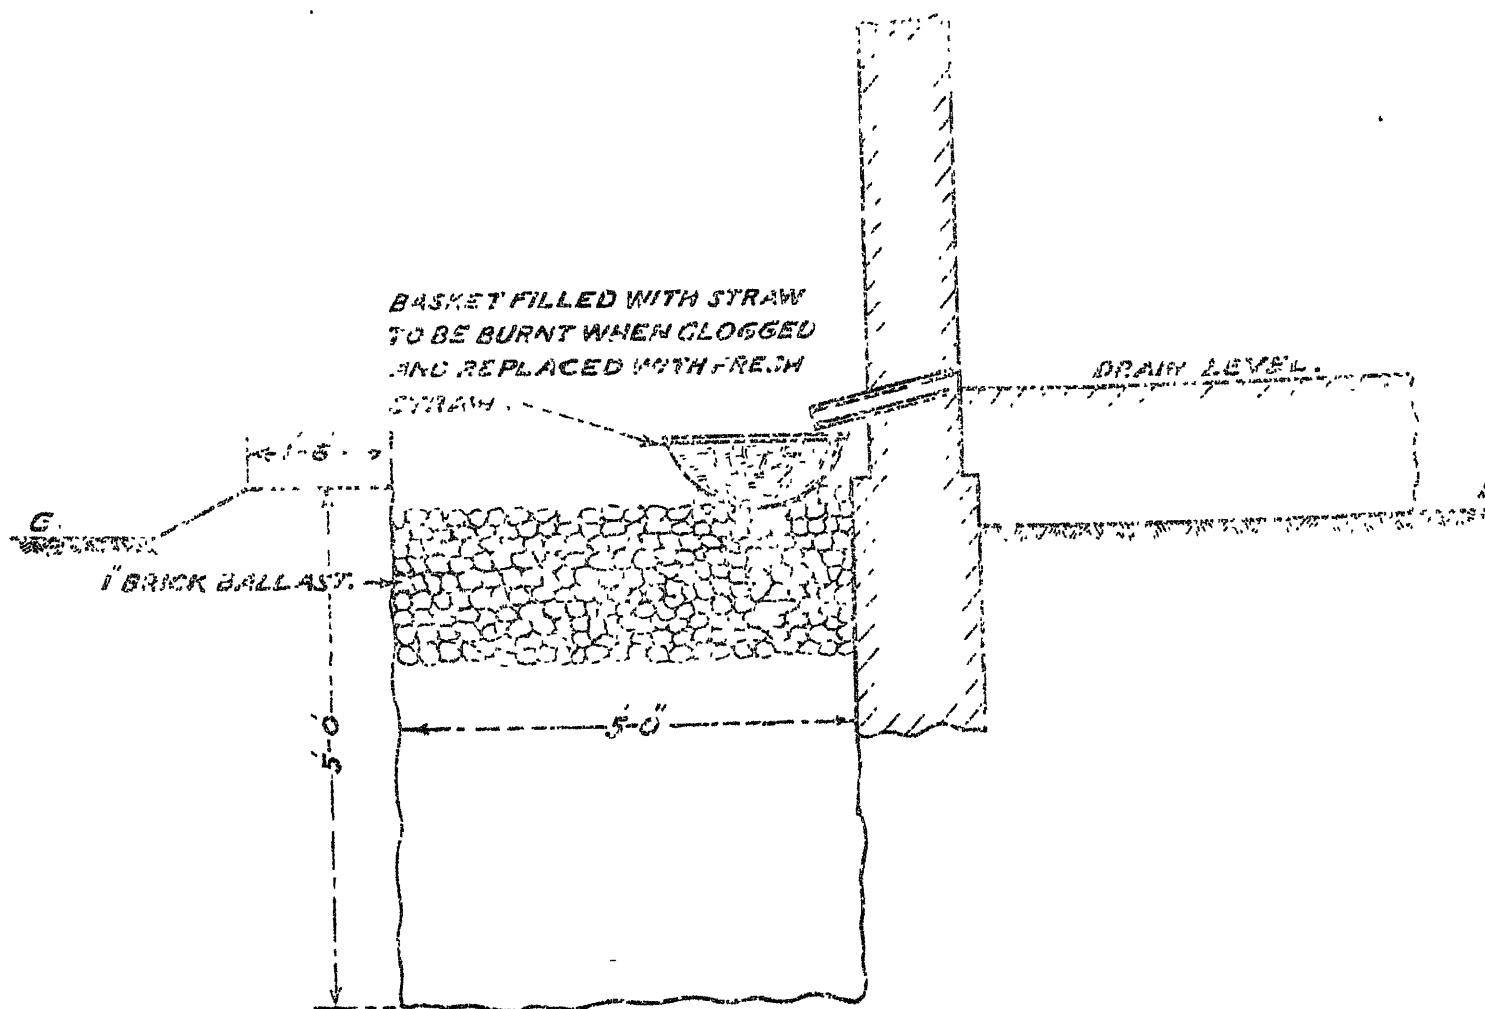 BASKET FILLED WITH STRAW
TO BE BURNT WHEN CLOGGED
AND REPLACED WITH FRESH
STRAW.
DRAIN LEVEL.
1'-6"
G.
1" BRICK BALLAST.
5'-0"
5'-0"